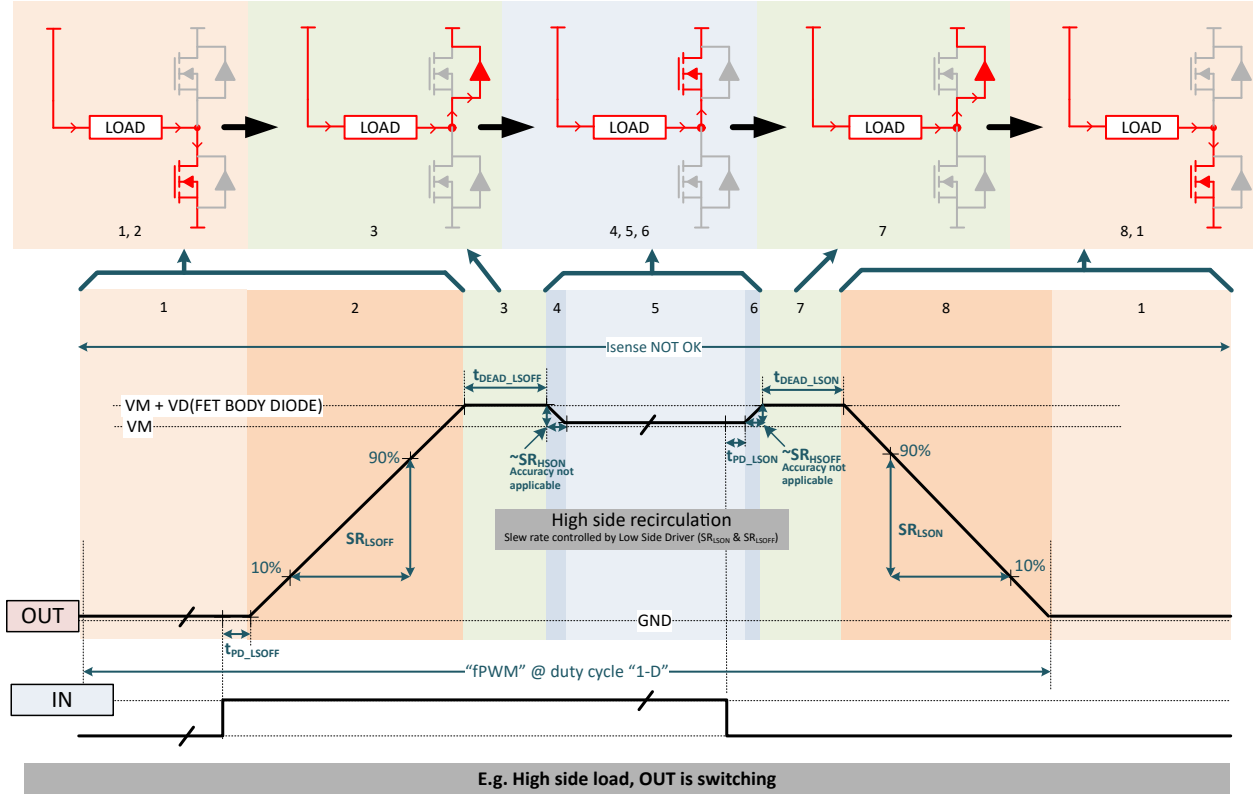 LOAD
LOAD
LOAD
LOAD
LOAD
1, 2
3
4, 5, 6
7
8, 1
1
2
3
4
5
6
7
8
1
Isense NOT OK
tDEAD_LSOFF
tDEAD_LSON
VM + VD(FET BODY DIODE)
VM
~SRHSON
Accuracy not
applicable
tPD_LSON
~SRHSOFF
Accuracy not
applicable
90%
90%
High side recirculation
Slew rate controlled by Low Side Driver (SRLSON & SRLSOFF)
SRLSOFF
SRLSON
10%
10%
OUT
GND
tPD_LSOFF
“fPWM” @ duty cycle “1-D”
IN
E.g. High side load, OUT is switching